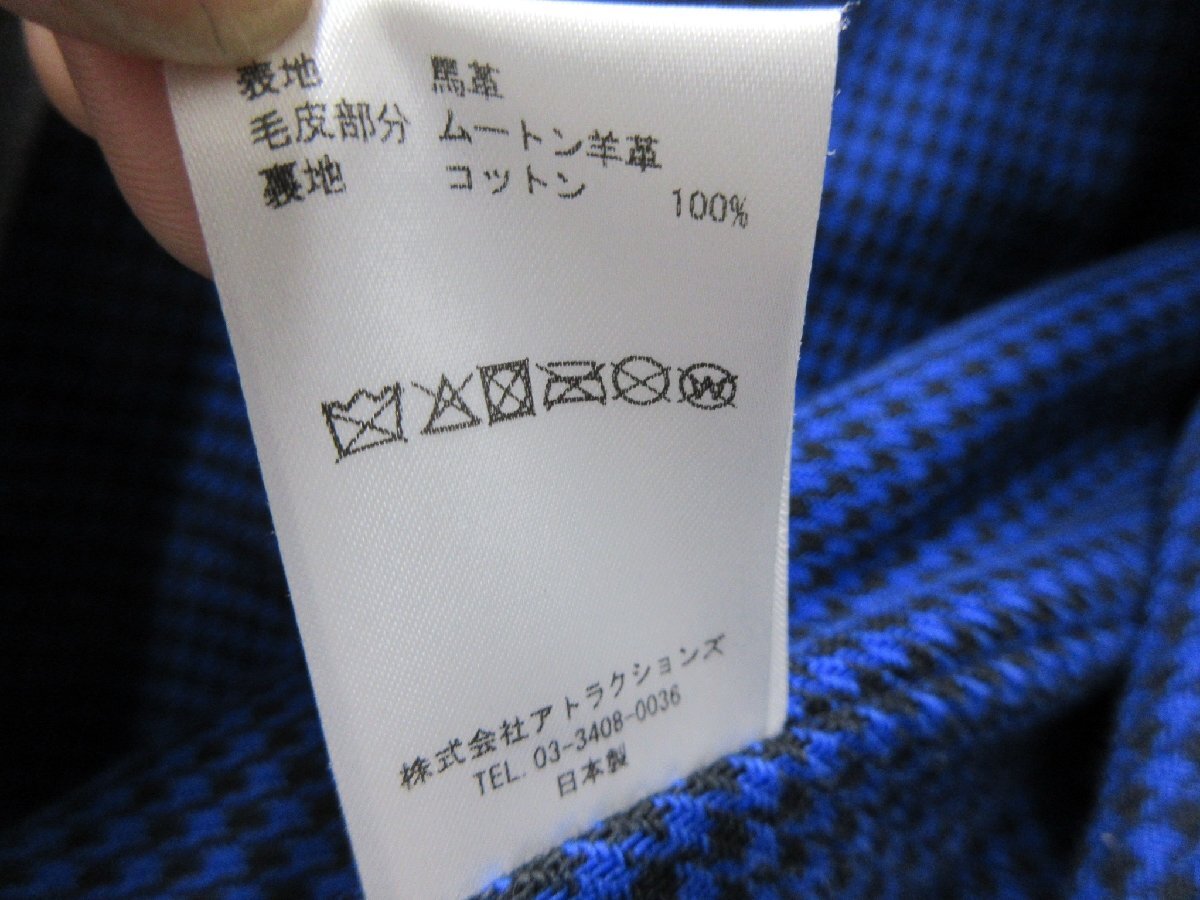 表地 馬革
毛皮部分 ムートン羊革
裏地 コットン 100%
W
株式会社アトラクションズ
TEL. 03-3408-0036
日本製